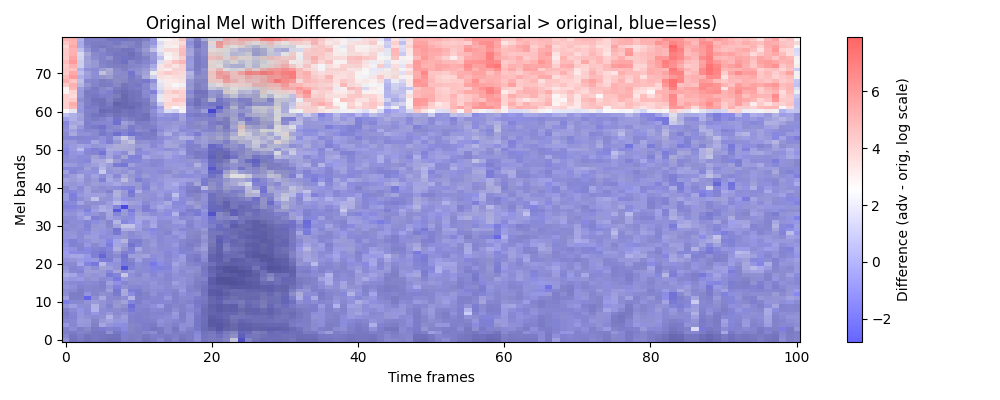 Original Mel with Differences (red=adversarial > original, blue=less)
70
60
50
40
30
20
10
0
Mel bands
0 20 40 60 80 100
Time frames
6
4
2
0
−2
Difference (adv - orig, log scale)